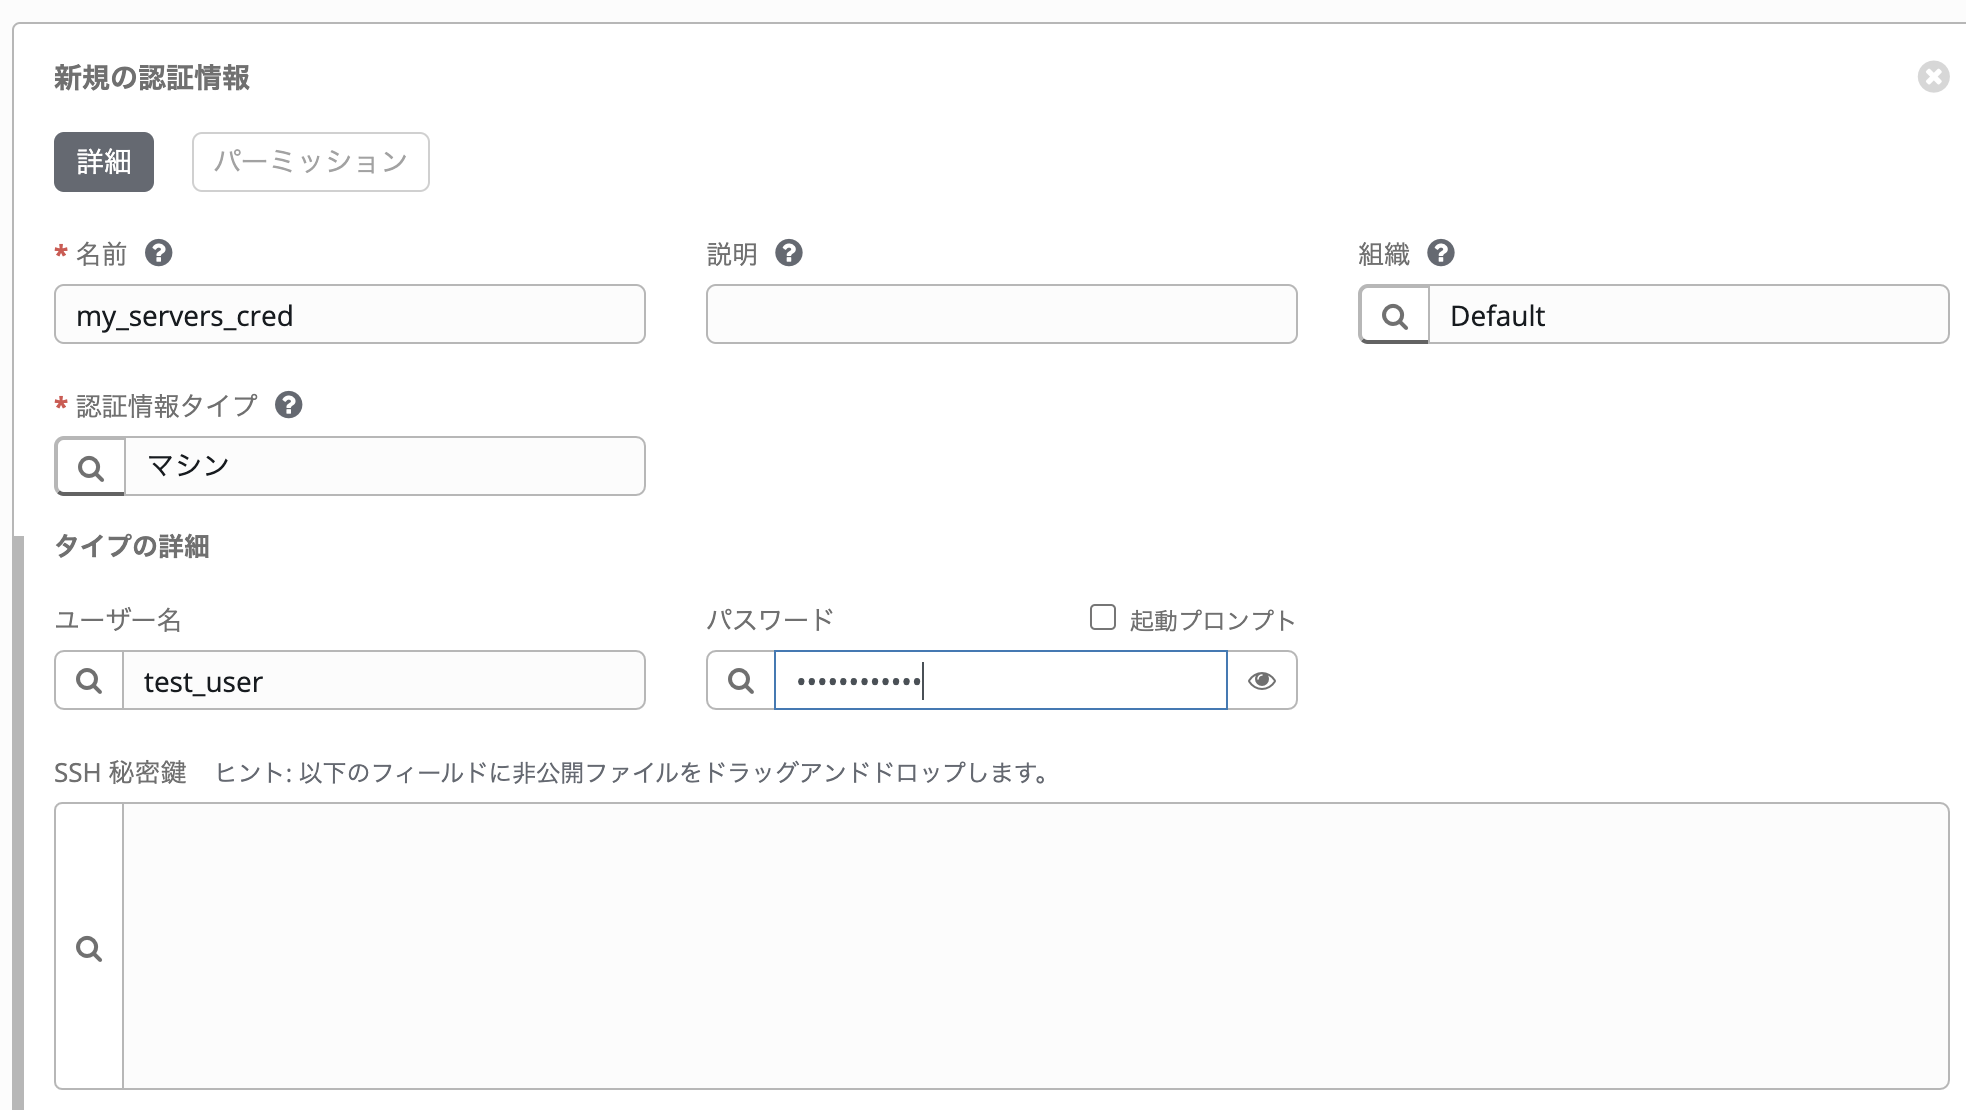 新規の認証情報
詳細
パーミッション
* 名前
説明
組織
my_servers_cred
Default
* 認証情報タイプ
マシン
タイプの詳細
ユーザー名
パスワード
起動プロンプト
test_user
••••••••••••
SSH 秘密鍵 ヒント: 以下のフィールドに非公開ファイルをドラッグアンドドロップします。